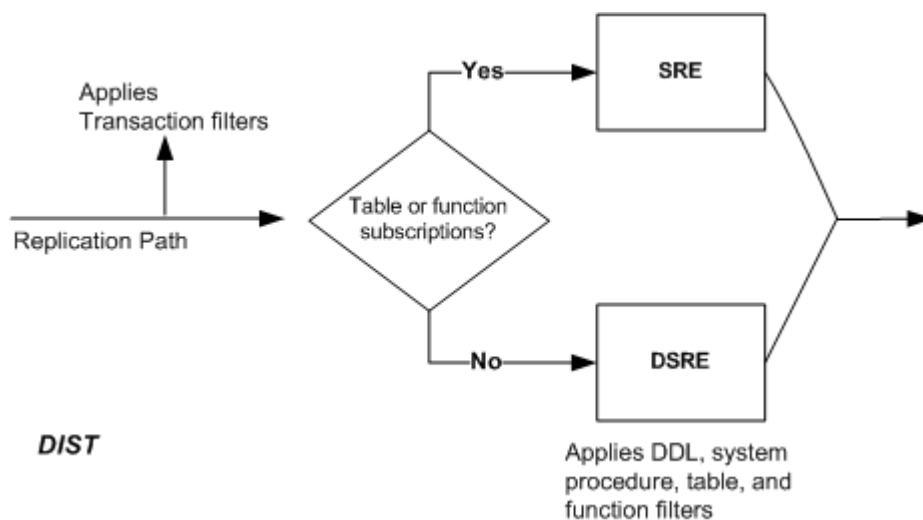 Yes
SRE
Applies
Transaction filters
Table or function
subscriptions?
Replication Path
No
DSRE
DIST
Applies DDL, system
procedure, table, and
function filters